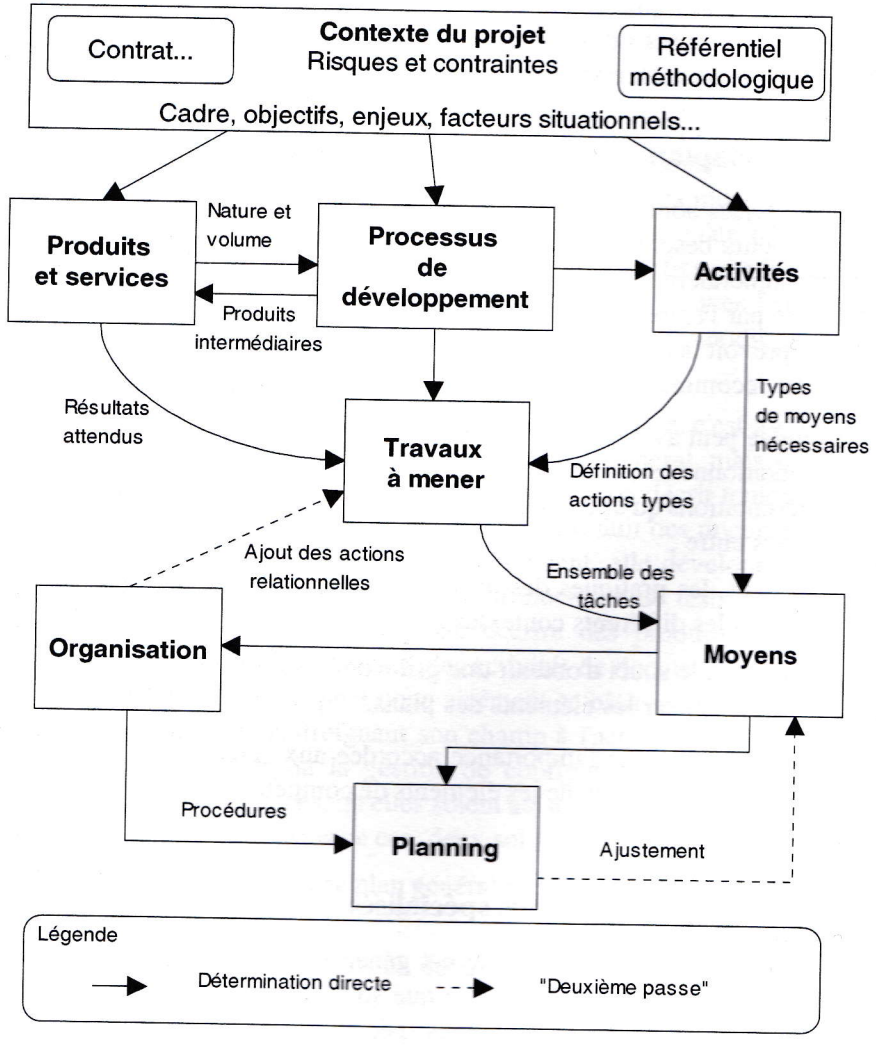 Contexte du projet
Contrat...
Risques et contraintes
Référentiel
méthodologique
Cadre, objectifs, enjeux, facteurs situationnels...
Produits
et services
Nature et
volume
Produits
intermédiaires
Processus
de
développement
Activités
Résultats
attendus
Travaux
à mener
Définition des
actions types
Types
de moyens
nécessaires
Ajout des actions
relationnelles
Ensemble des
tâches
Organisation
Moyens
Procédures
Planning
Ajustement
Légende
Détermination directe
"Deuxième passe"